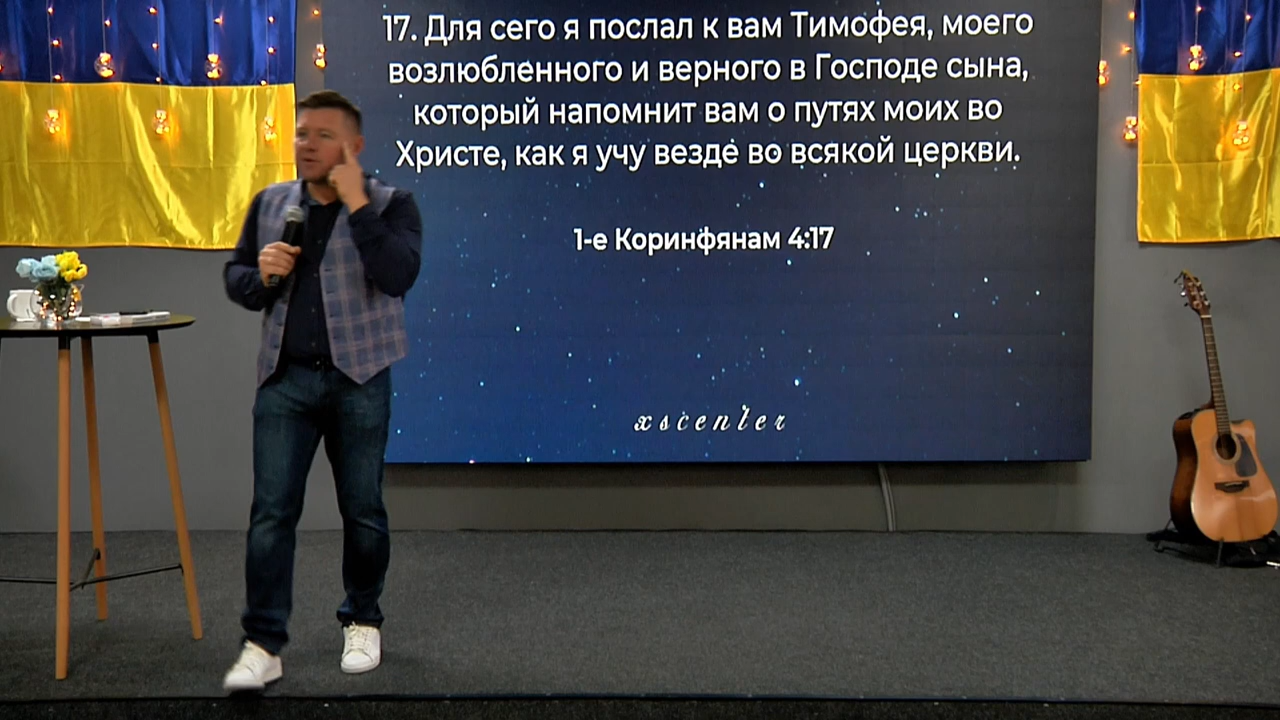 17. Для сего я послал к вам Тимофея, моего
возлюбленного и верного в Господе сына,
который напомнит вам о путях моих во
Христе, как я учу везде во всякой церкви.
1-е Коринфянам 4:17
xscenter